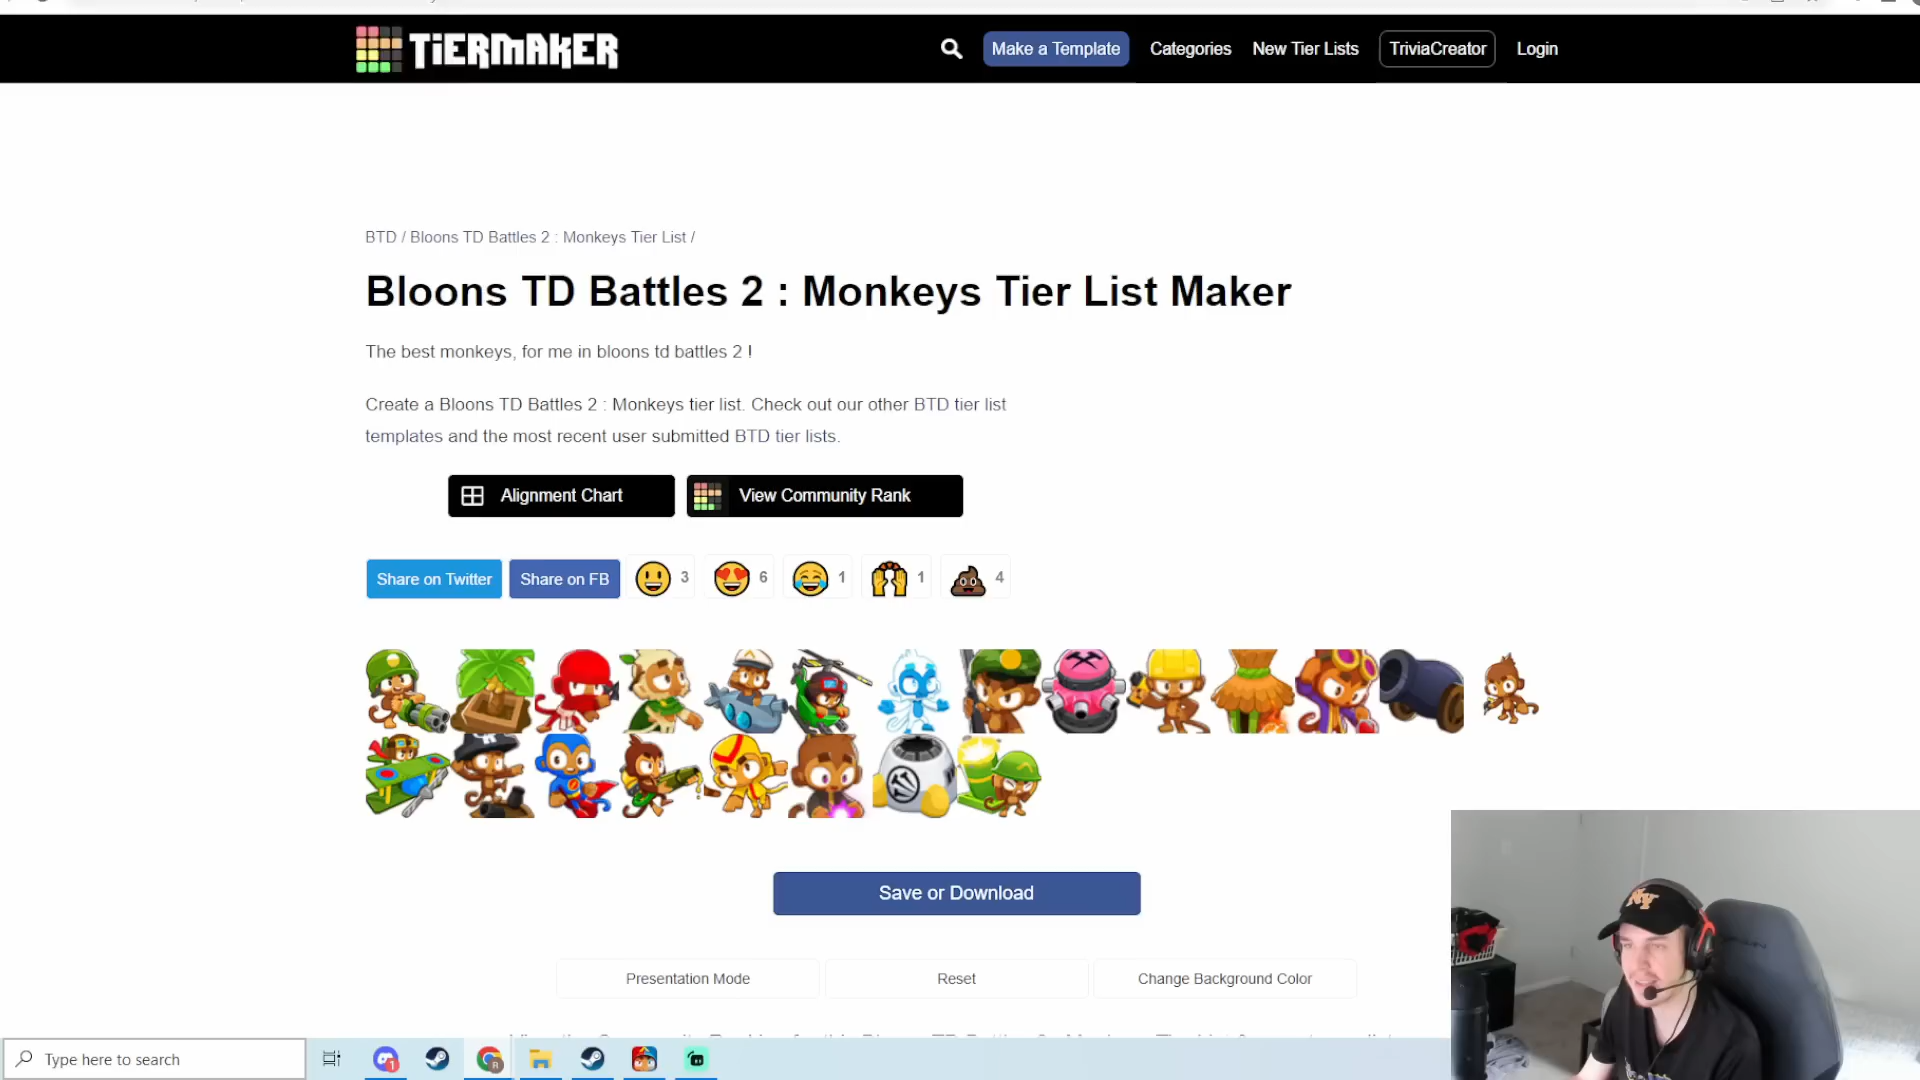 TiERMAKER
Make a Template
Categories
New Tier Lists
TriviaCreator
Login
BTD / Bloons TD Battles 2 : Monkeys Tier List /
Bloons TD Battles 2 : Monkeys Tier List Maker
The best monkeys, for me in bloons td battles 2 !
Create a Bloons TD Battles 2 : Monkeys tier list. Check out our other BTD tier list
templates and the most recent user submitted BTD tier lists.
Alignment Chart
View Community Rank
Share on Twitter
Share on FB
3
6
1
1
4
Save or Download
Presentation Mode
Reset
Change Background Color
Type here to search
NY